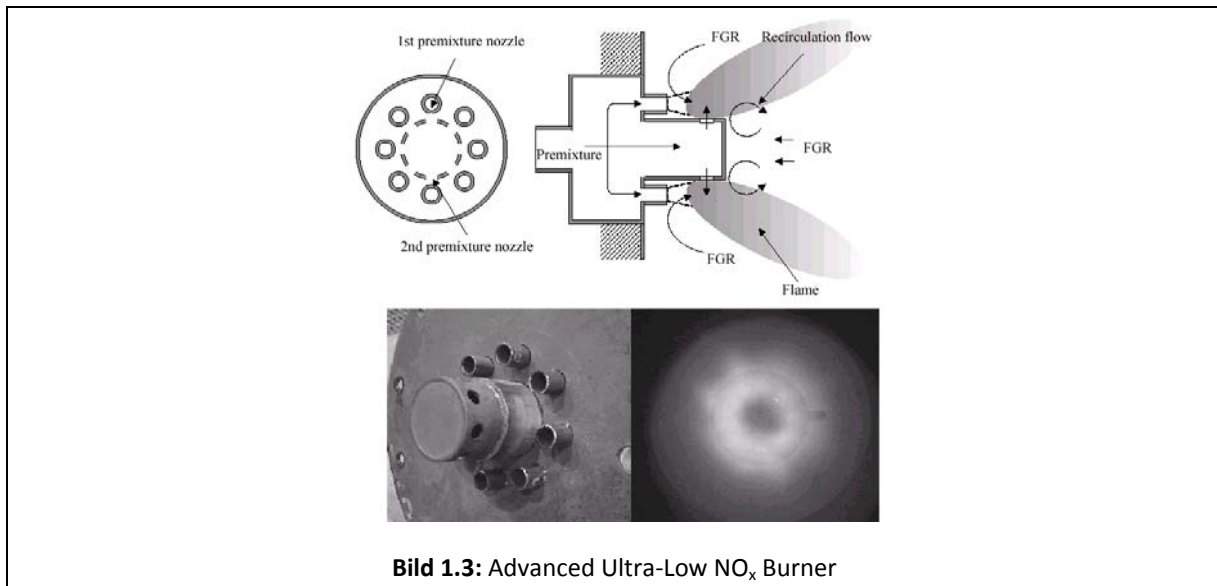 1st premixture nozzle
FGR
Recirculation flow
Premixture
FGR
2nd premixture nozzle
FGR
Flame
Bild 1.3: Advanced Ultra-Low NOx Burner